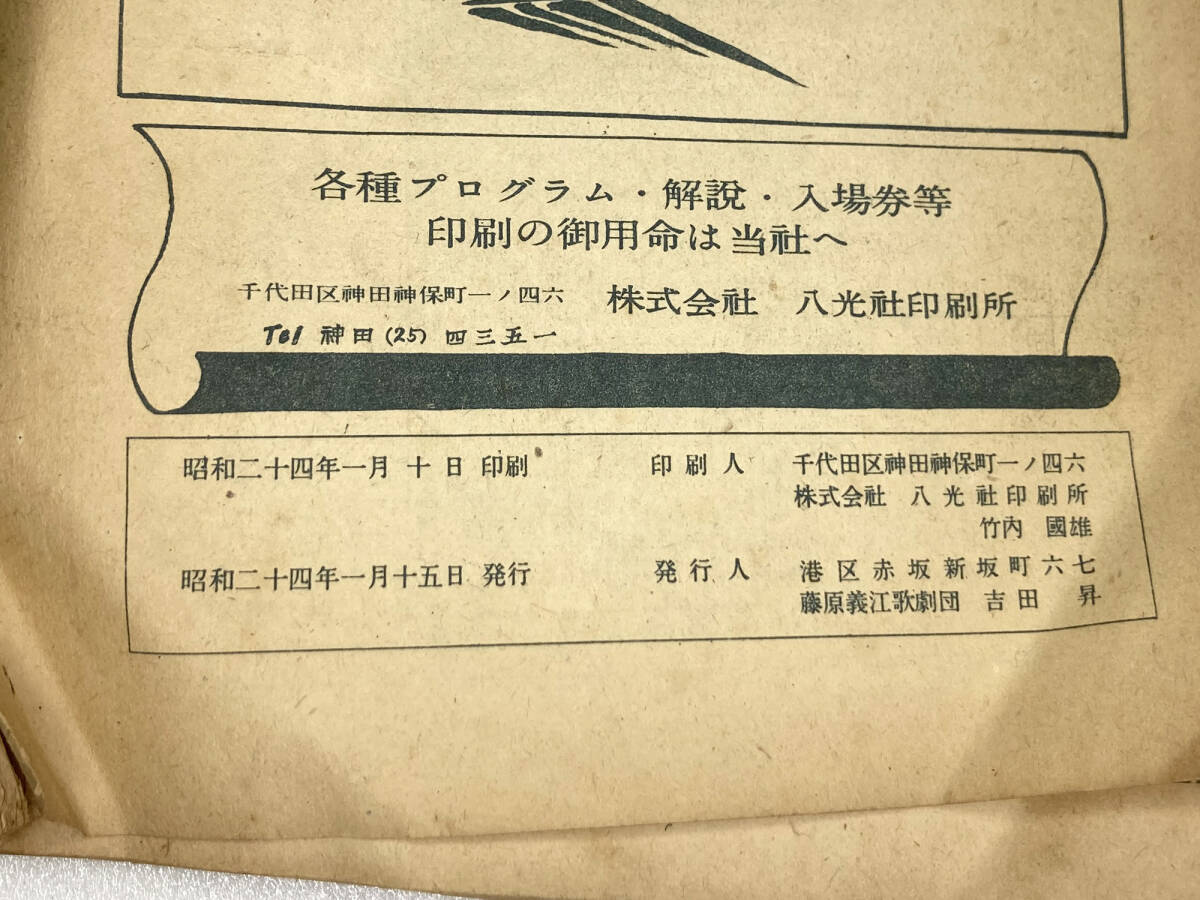 各種プログラム・解説・入場券等
印刷の御用命は当社へ
千代田区神田神保町一ノ四六 株式会社 八光社印刷所
Tel 神田(25)四三五一
昭和二十四年一月十日 印刷 印刷人 千代田区神田神保町一ノ四六
株式会社 八光社印刷所
竹內 國雄
昭和二十四年一月十五日 発行 発行人 港区赤坂新坂町六七
藤原義江歌劇団 吉田 昇